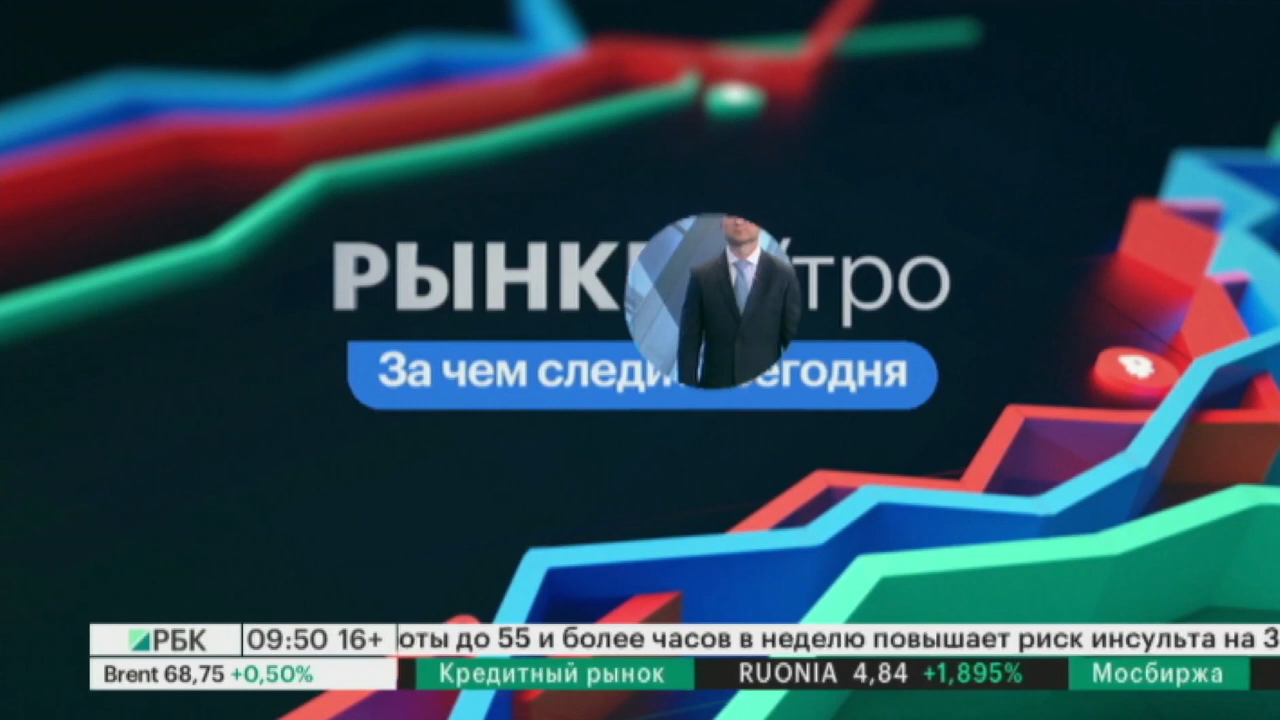 РЫНК тро
За чем след егодня
РБК 09:50 16+ оты до 55 и более часов в неделю повышает риск инсульта на
Brent 68,75 +0,50% Кредитный рынок RUONIA 4,84 +1,895% Мосбиржа